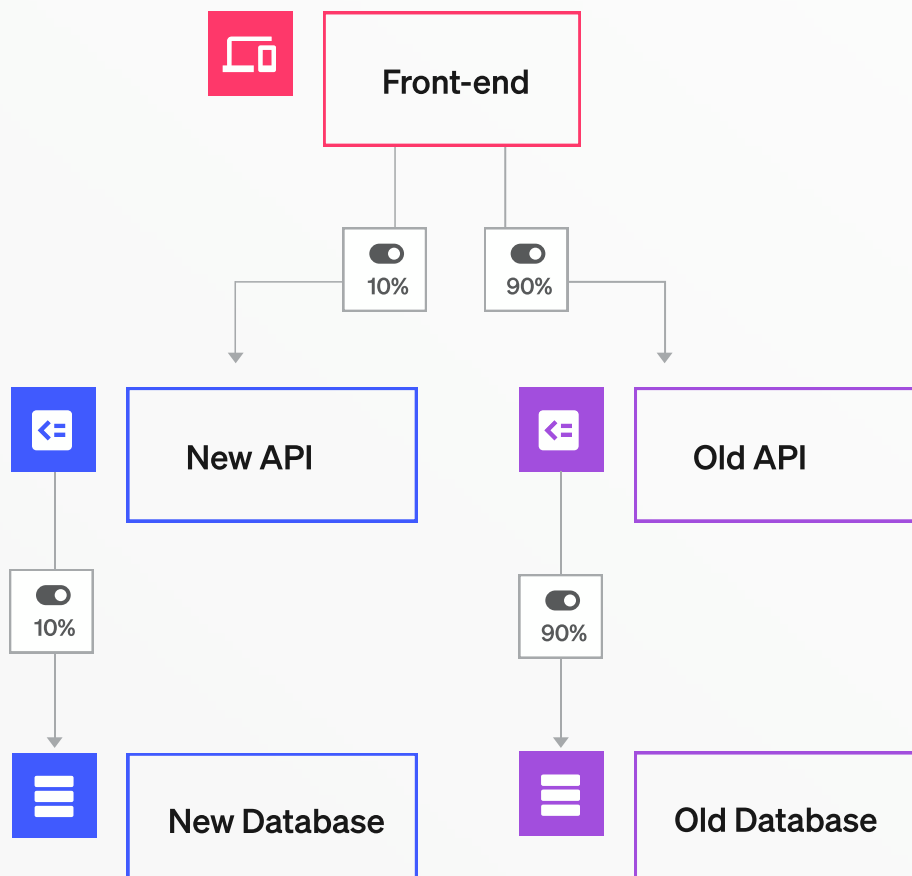 Front-end
10%
90%
New API
Old API
10%
90%
New Database
Old Database